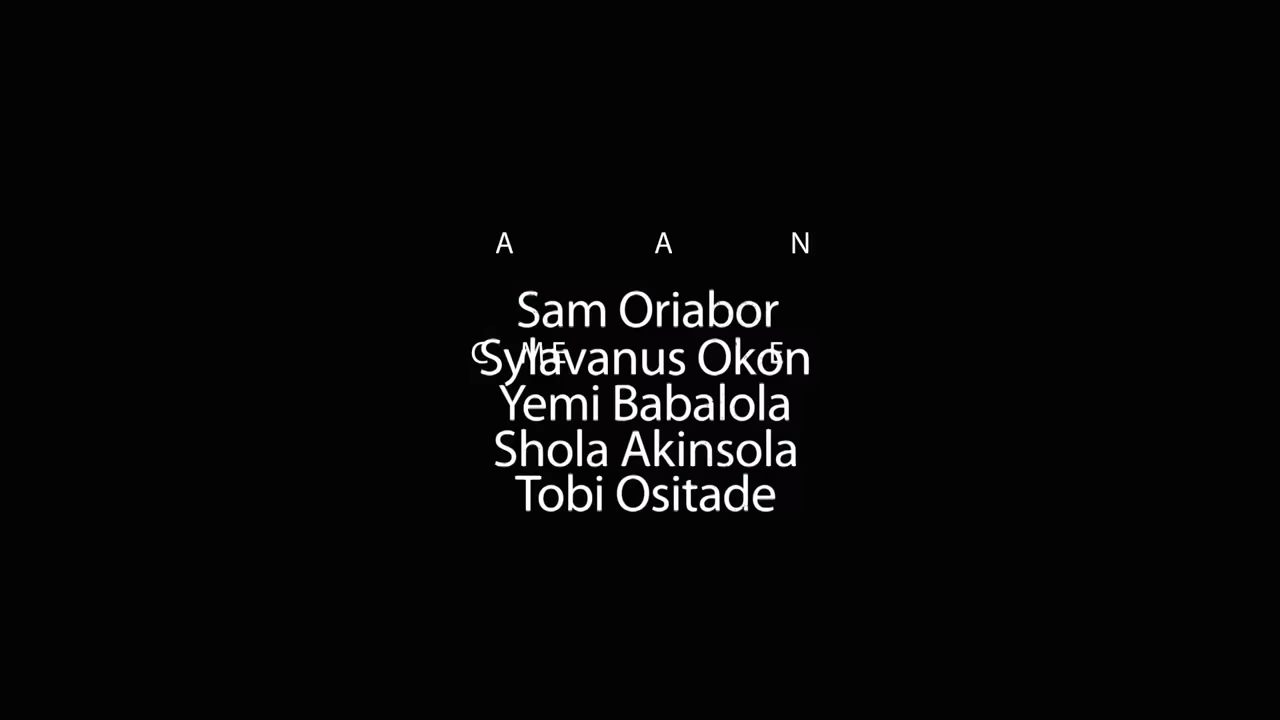 A A N
Sam Oriabor
Sylavanus Okon
Yemi Babalola
Shola Akinsola
Tobi Ositade